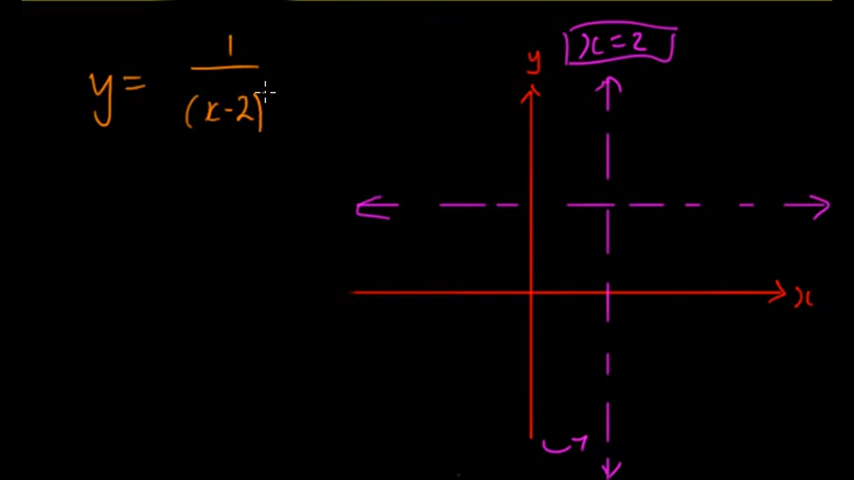 y = 1/(x-2)
x=2
y
x